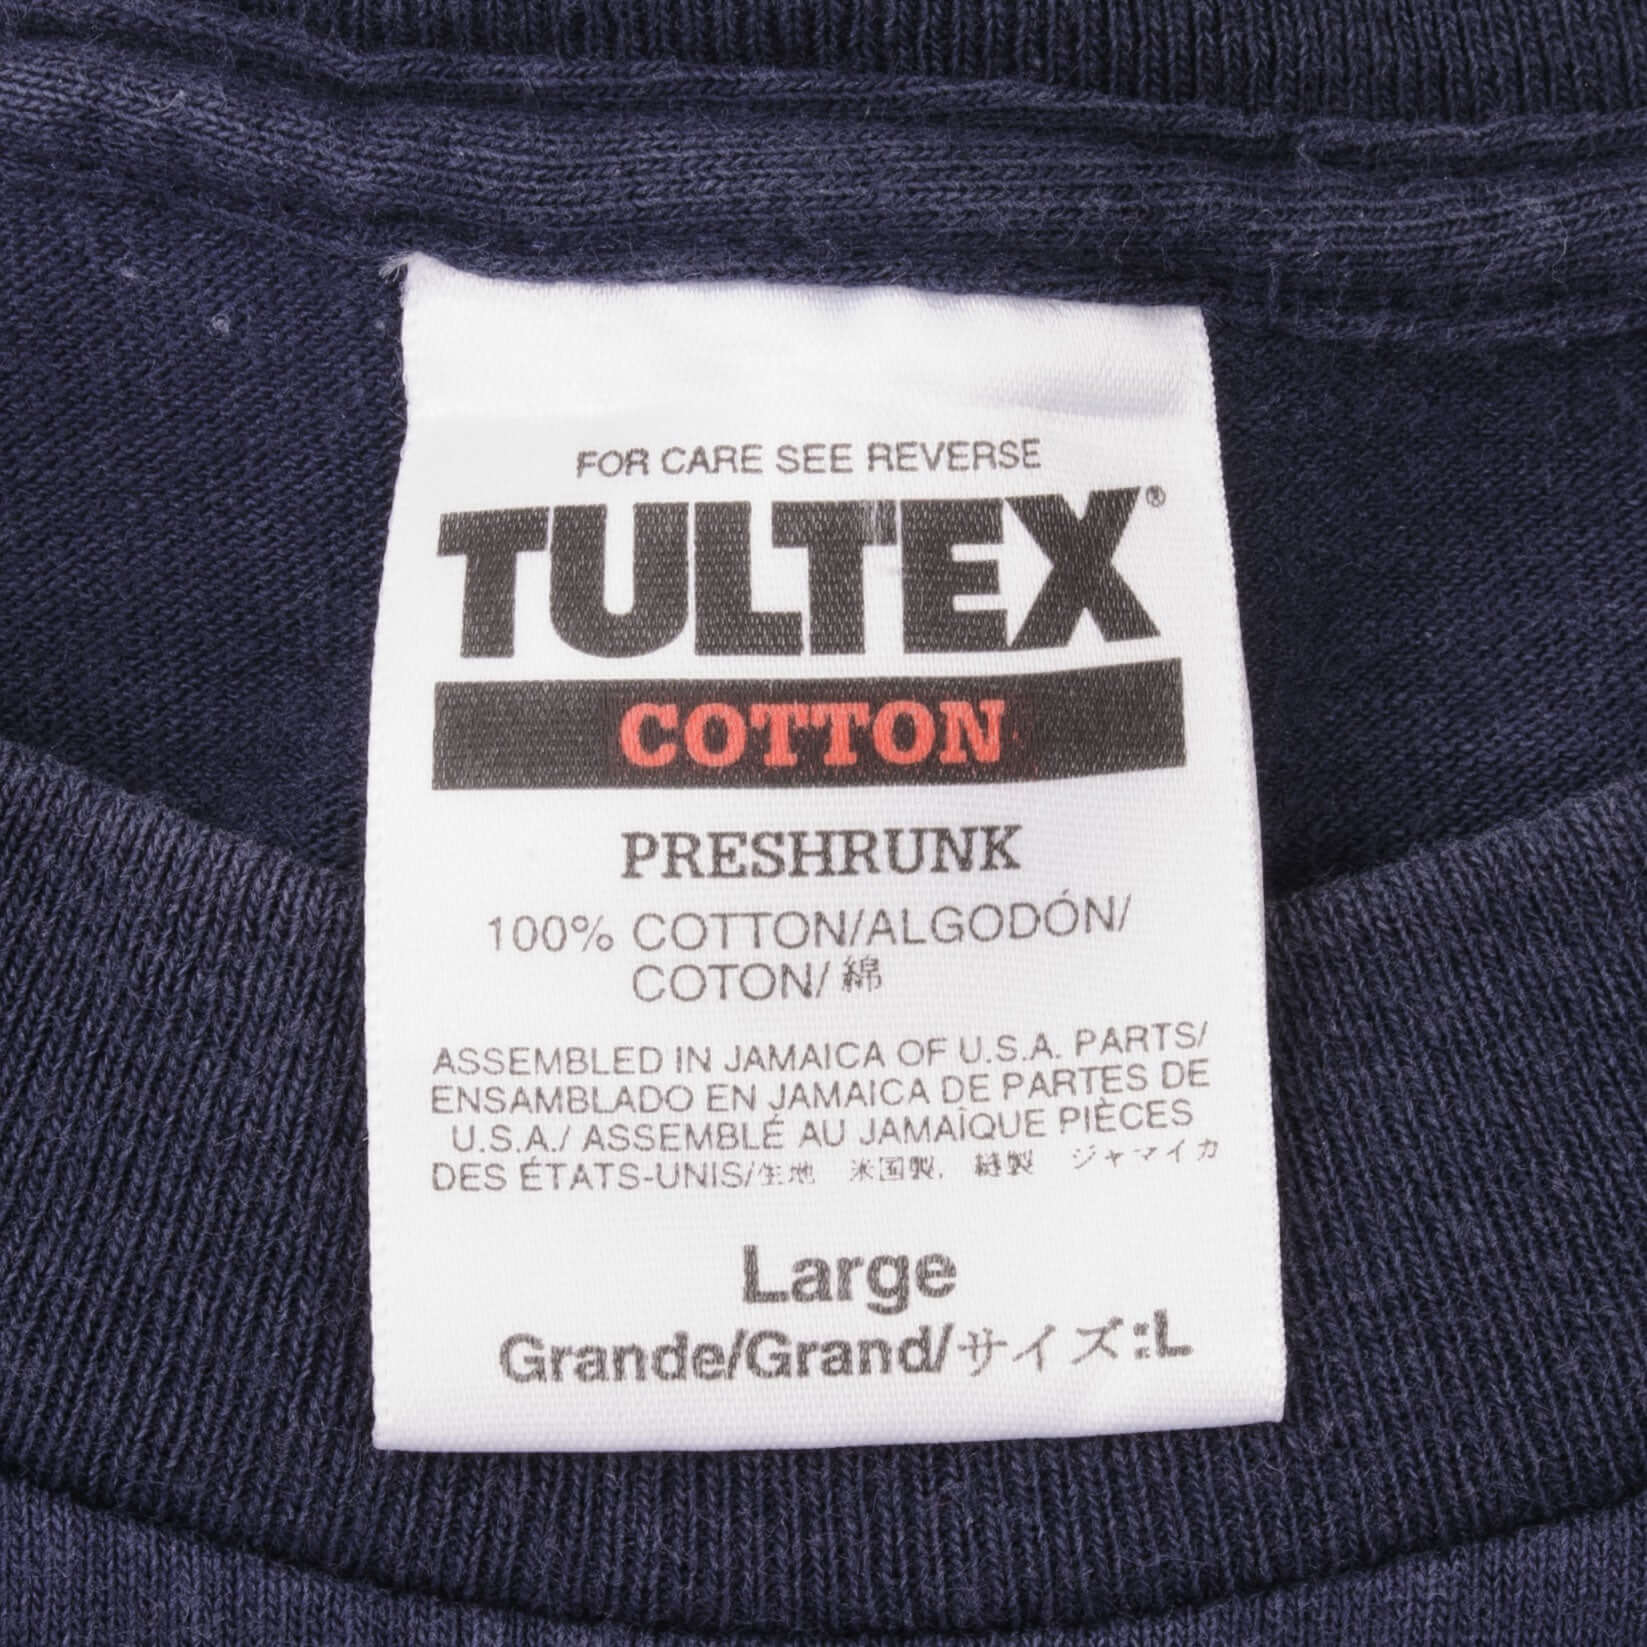 FOR CARE SEE REVERSE
TULTEX®
COTTON
PRESHRUNK
100% COTTON/ALGODÓN/
COTON/綿
ASSEMBLED IN JAMAICA OF U.S.A. PARTS/
ENSAMBLADO EN JAMAICA DE PARTES DE
U.S.A./ ASSEMBLÉ AU JAMAÏQUE PIÈCES
DES ÉTATS-UNIS/生地 米国製, 縫製 ジャマイカ
Large
Grande/Grand/サイズ:L